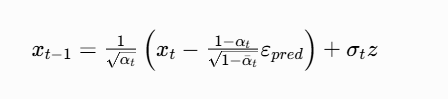 $x_{t-1} = \frac{1}{\sqrt{\alpha_t}} \left( x_t - \frac{1-\alpha_t}{\sqrt{1-\bar{\alpha}_t}} \varepsilon_{pred} \right) + \sigma_t z$